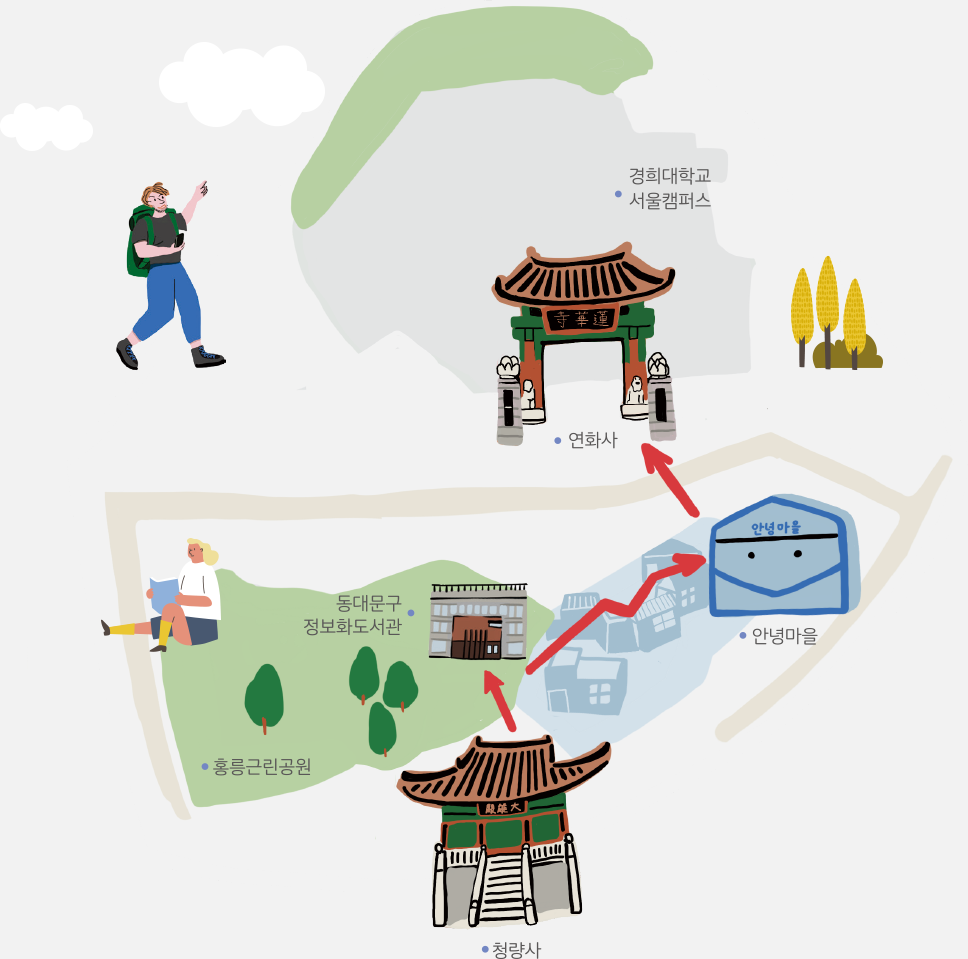 경희대학교
서울캠퍼스
寺華蓮
연화사
안녕마을
동대문구
정보화도서관
안녕마을
홍릉근린공원
殿雄大
청량사